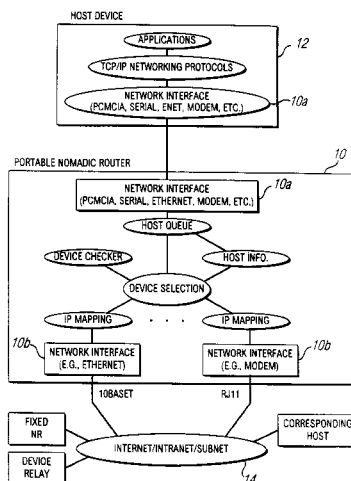 HOST DEVICE
APPLICATIONS
12
TCP/IP NETWORKING PROTOCOLS
NETWORK INTERFACE
(PCMCIA, SERIAL, ENET, MODEM, ETC.)
10a
PORTABLE NOMADIC ROUTER
10
NETWORK INTERFACE
(PCMCIA, SERIAL, ETHERNET, MODEM, ETC.)
10a
HOST QUEUE
DEVICE CHECKER
HOST INFO.
DEVICE SELECTION
IP MAPPING
. . .
IP MAPPING
10b
NETWORK INTERFACE
(E.G., ETHERNET)
NETWORK INTERFACE
(E.G., MODEM)
10b
10BASET
RJ11
FIXED
NR
CORRESPONDING
HOST
INTERNET/INTRANET/SUBNET
DEVICE
RELAY
14